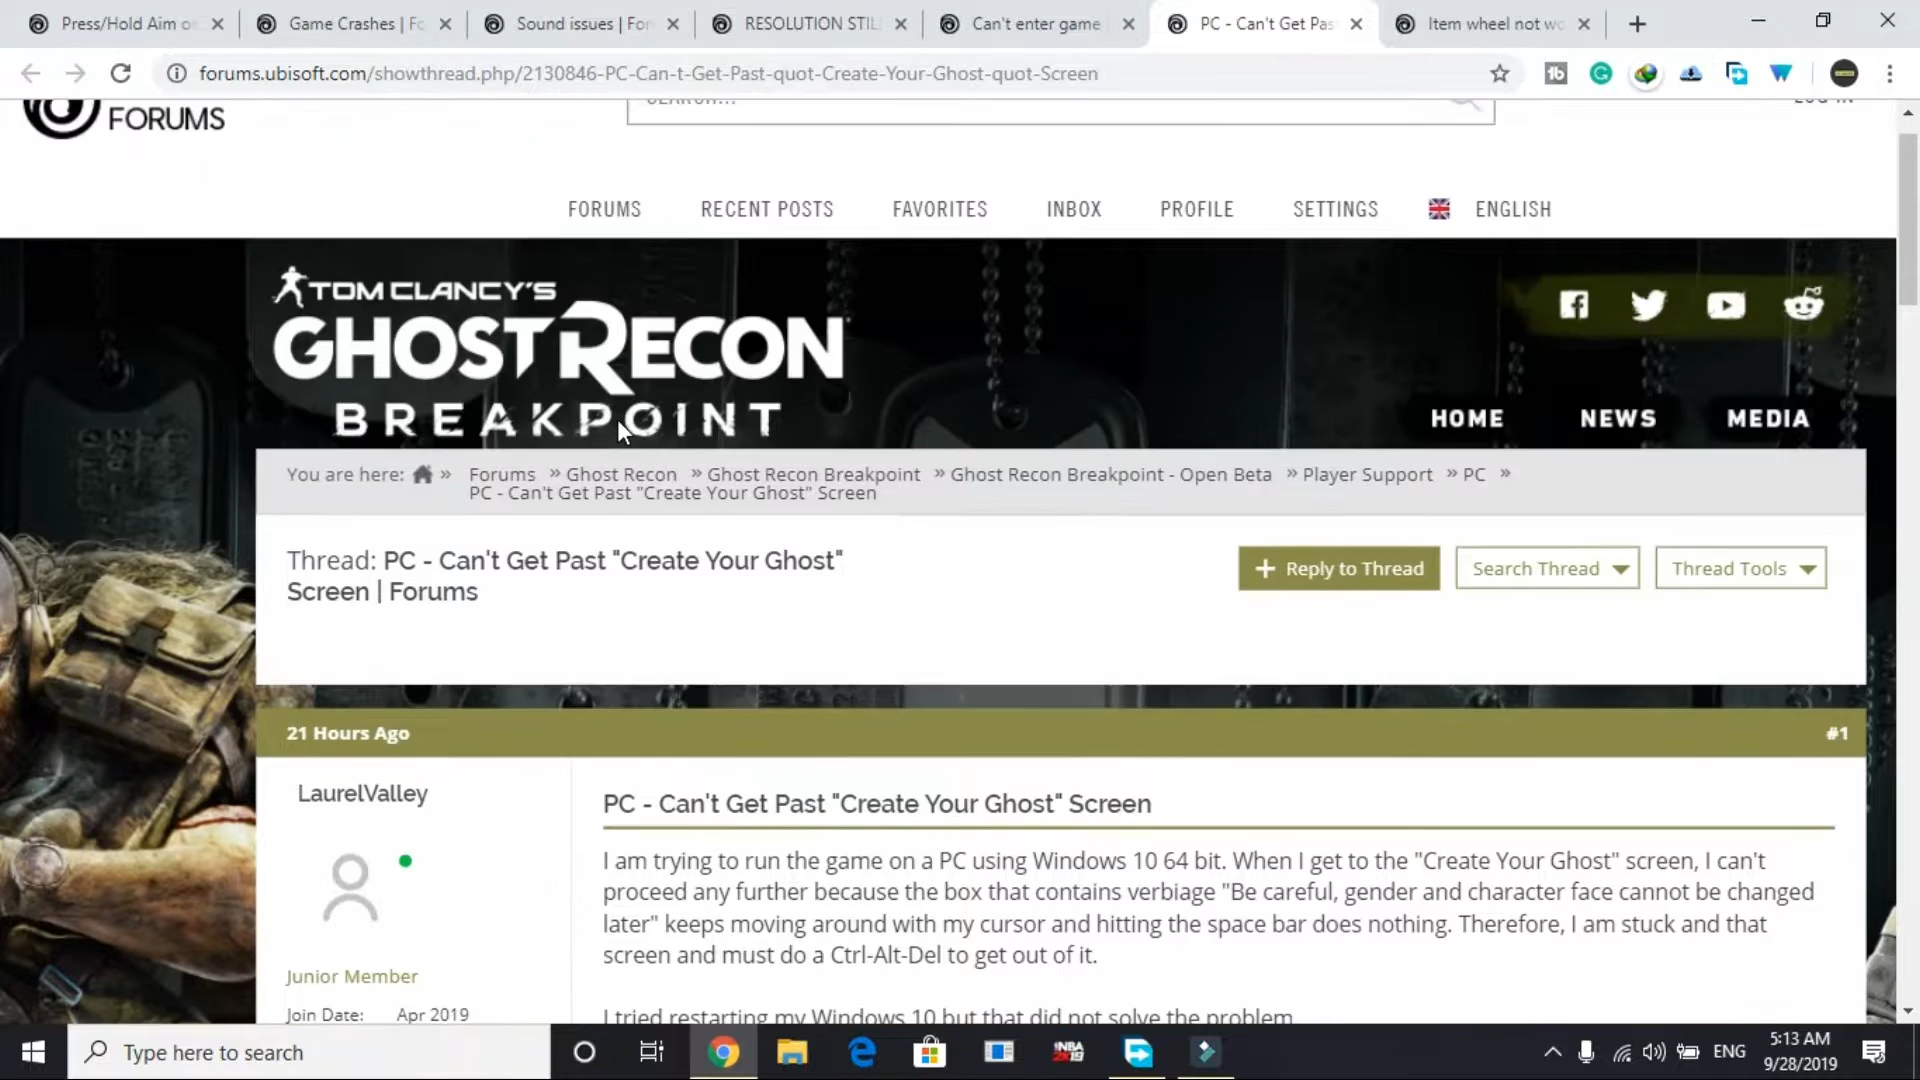 Press/Hold Aim o
Game Crashes | Fo
Sound issues | For
RESOLUTION STIL
Can't enter game
PC - Can't Get Pas
Item wheel not wo
forums.ubisoft.com/showthread.php/2130846-PC-Can-t-Get-Past-quot-Create-Your-Ghost-quot-Screen
FORUMS
SEARCH...
LOG IN
FORUMS RECENT POSTS FAVORITES INBOX PROFILE SETTINGS ENGLISH
TOM CLANCY'S
GHOST RECON
BREAKPOINT
HOME NEWS MEDIA
You are here: » Forums » Ghost Recon » Ghost Recon Breakpoint » Ghost Recon Breakpoint - Open Beta » Player Support » PC »
PC - Can't Get Past "Create Your Ghost" Screen
Thread: PC - Can't Get Past "Create Your Ghost"
Screen | Forums
+ Reply to Thread
Search Thread
Thread Tools
21 Hours Ago
#1
LaurelValley
Junior Member
Join Date: Apr 2019
PC - Can't Get Past "Create Your Ghost" Screen
I am trying to run the game on a PC using Windows 10 64 bit. When I get to the "Create Your Ghost" screen, I can't
proceed any further because the box that contains verbiage "Be careful, gender and character face cannot be changed
later" keeps moving around with my cursor and hitting the space bar does nothing. Therefore, I am stuck and that
screen and must do a Ctrl-Alt-Del to get out of it.
I tried restarting my Windows 10 but that did not solve the problem
Type here to search
NBA
2K19
ENG
5:13 AM
9/28/2019